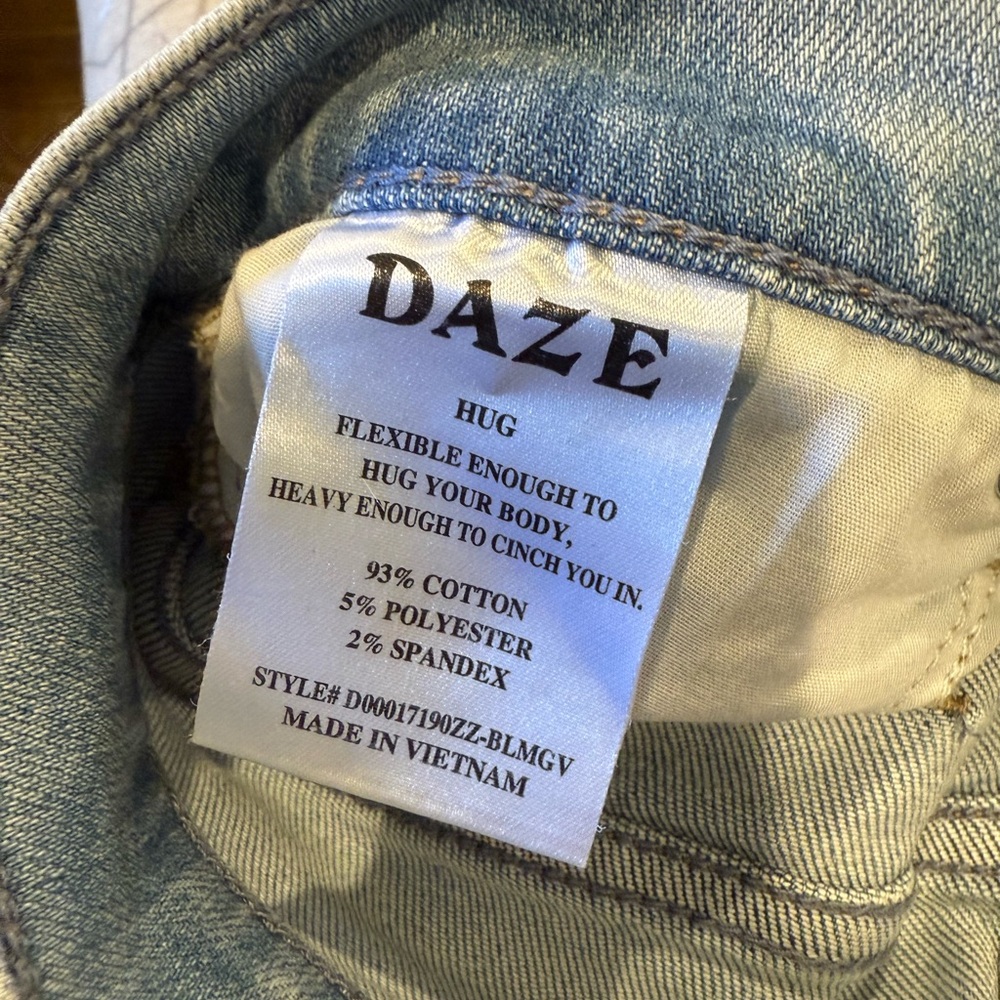 DAZE
HUG
FLEXIBLE ENOUGH TO
HUG YOUR BODY,
HEAVY ENOUGH TO CINCH YOU IN.
93% COTTON
5% POLYESTER
2% SPANDEX
STYLE# D00017190ZZ-BLMGV
MADE IN VIETNAM